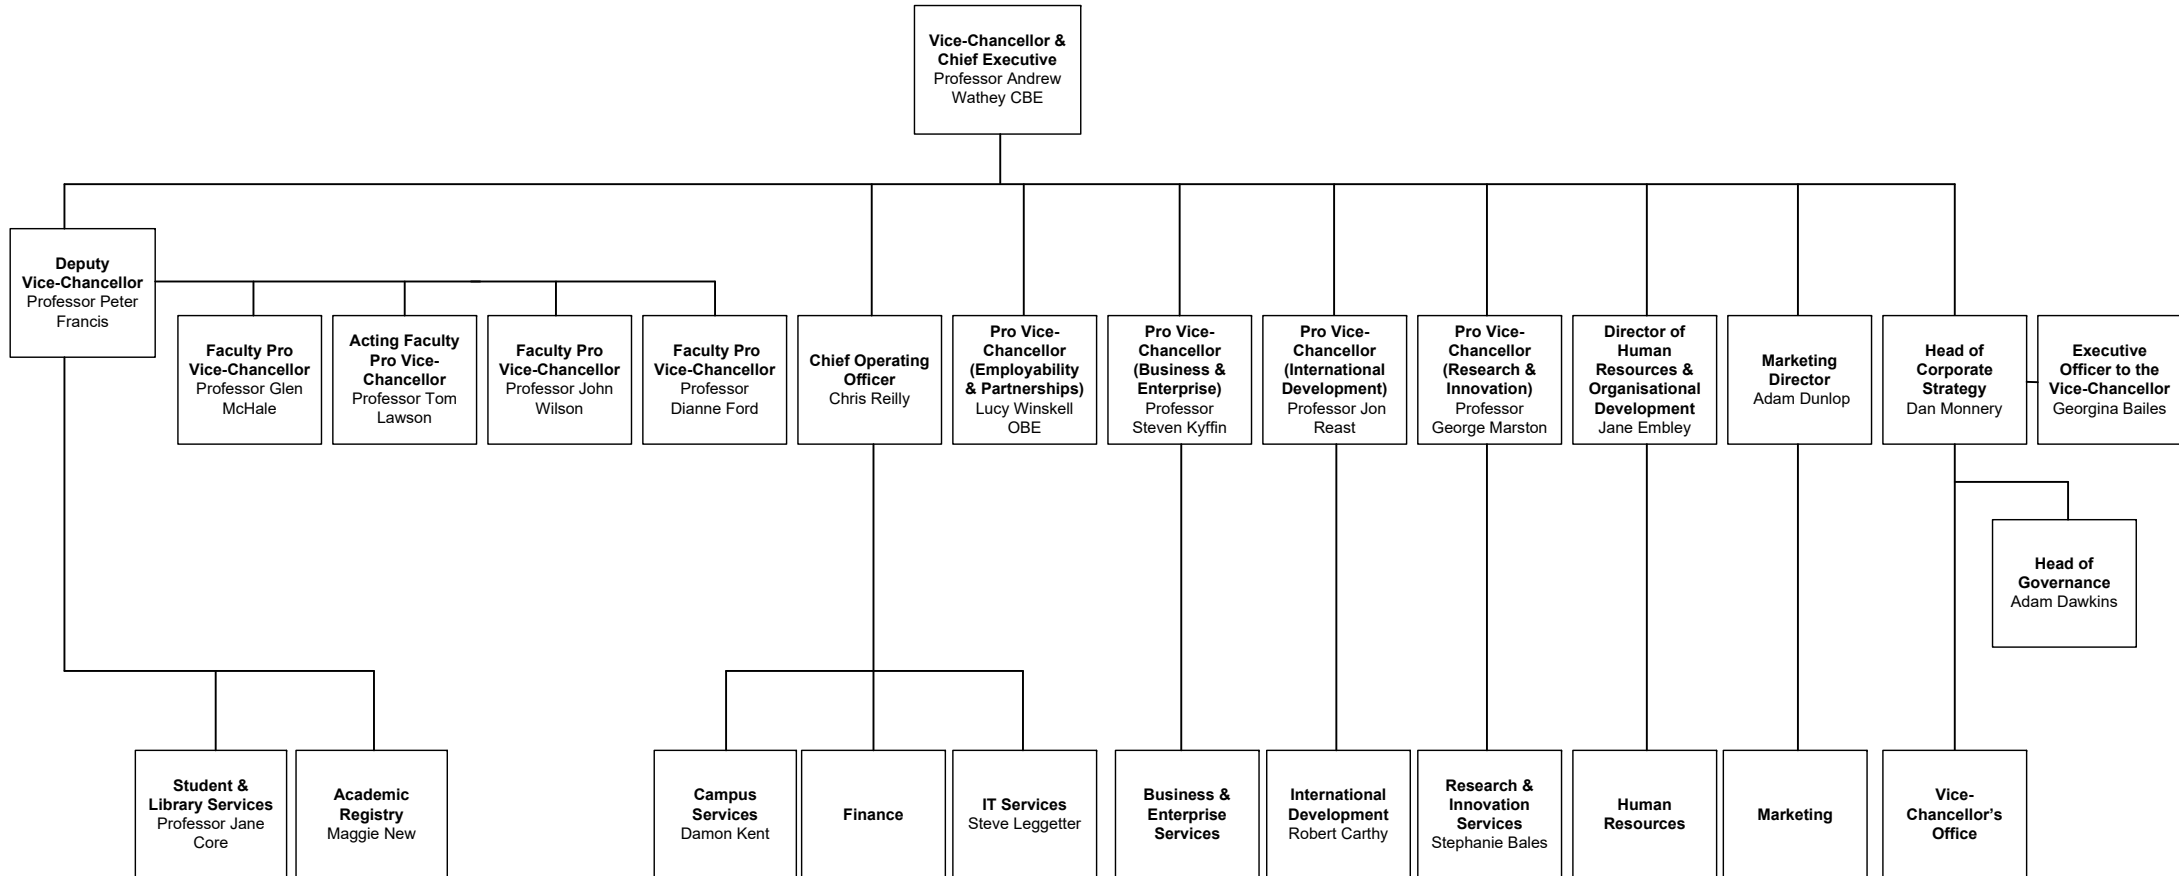 Vice-Chancellor &
Chief Executive
Professor Andrew
Wathey CBE
Deputy
Vice-Chancellor
Professor Peter
Francis
Faculty Pro
Vice-Chancellor
Professor Glen
McHale
Acting Faculty
Pro Vice-
Chancellor
Professor Tom
Lawson
Faculty Pro
Vice-Chancellor
Professor John
Wilson
Faculty Pro
Vice-Chancellor
Professor
Dianne Ford
Chief Operating
Officer
Chris Reilly
Pro Vice-
Chancellor
(Employability
& Partnerships)
Lucy Winskell
OBE
Pro Vice-
Chancellor
(Business &
Enterprise)
Professor
Steven Kyffin
Pro Vice-
Chancellor
(International
Development)
Professor Jon
Reast
Pro Vice-
Chancellor
(Research &
Innovation)
Professor
George Marston
Director of
Human
Resources &
Organisational
Development
Jane Embley
Marketing
Director
Adam Dunlop
Head of
Corporate
Strategy
Dan Monnery
Executive
Officer to the
Vice-Chancellor
Georgina Bailes
Head of
Governance
Adam Dawkins
Student &
Library Services
Professor Jane
Core
Academic
Registry
Maggie New
Campus
Services
Damon Kent
Finance
IT Services
Steve Leggetter
Business &
Enterprise
Services
International
Development
Robert Carthy
Research &
Innovation
Services
Stephanie Bales
Human
Resources
Marketing
Vice-
Chancellor's
Office